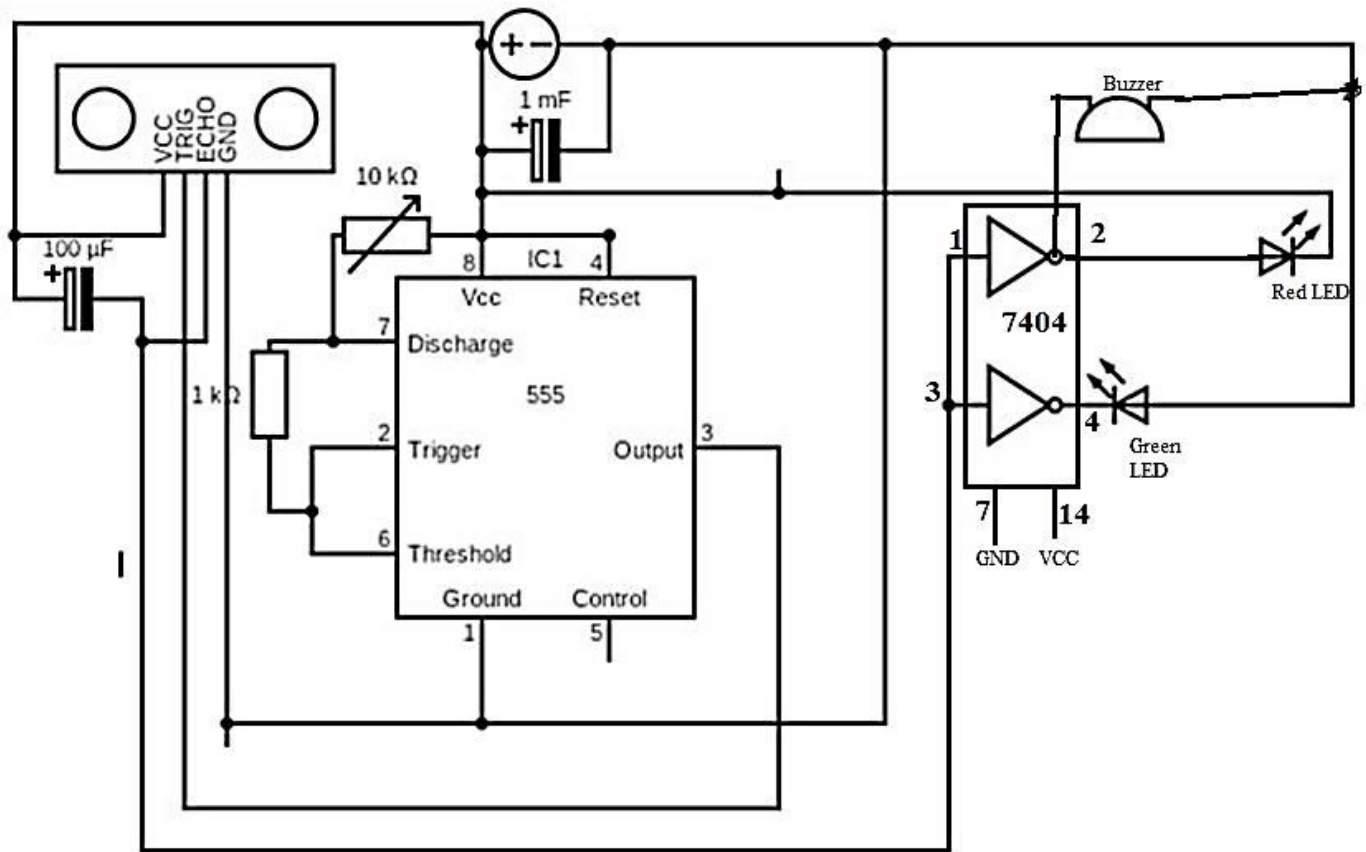 Buzzer
1 mF
+
+ −
VCC
TRIG
ECHO
GND
10 kΩ
100 µF
+
IC1
8
4
Vcc
Reset
1
2
Red LED
7404
7
Discharge
1 kΩ
555
3
4
Green
LED
2
Trigger
Output
3
7
14
GND
VCC
6
Threshold
Ground
Control
1
5